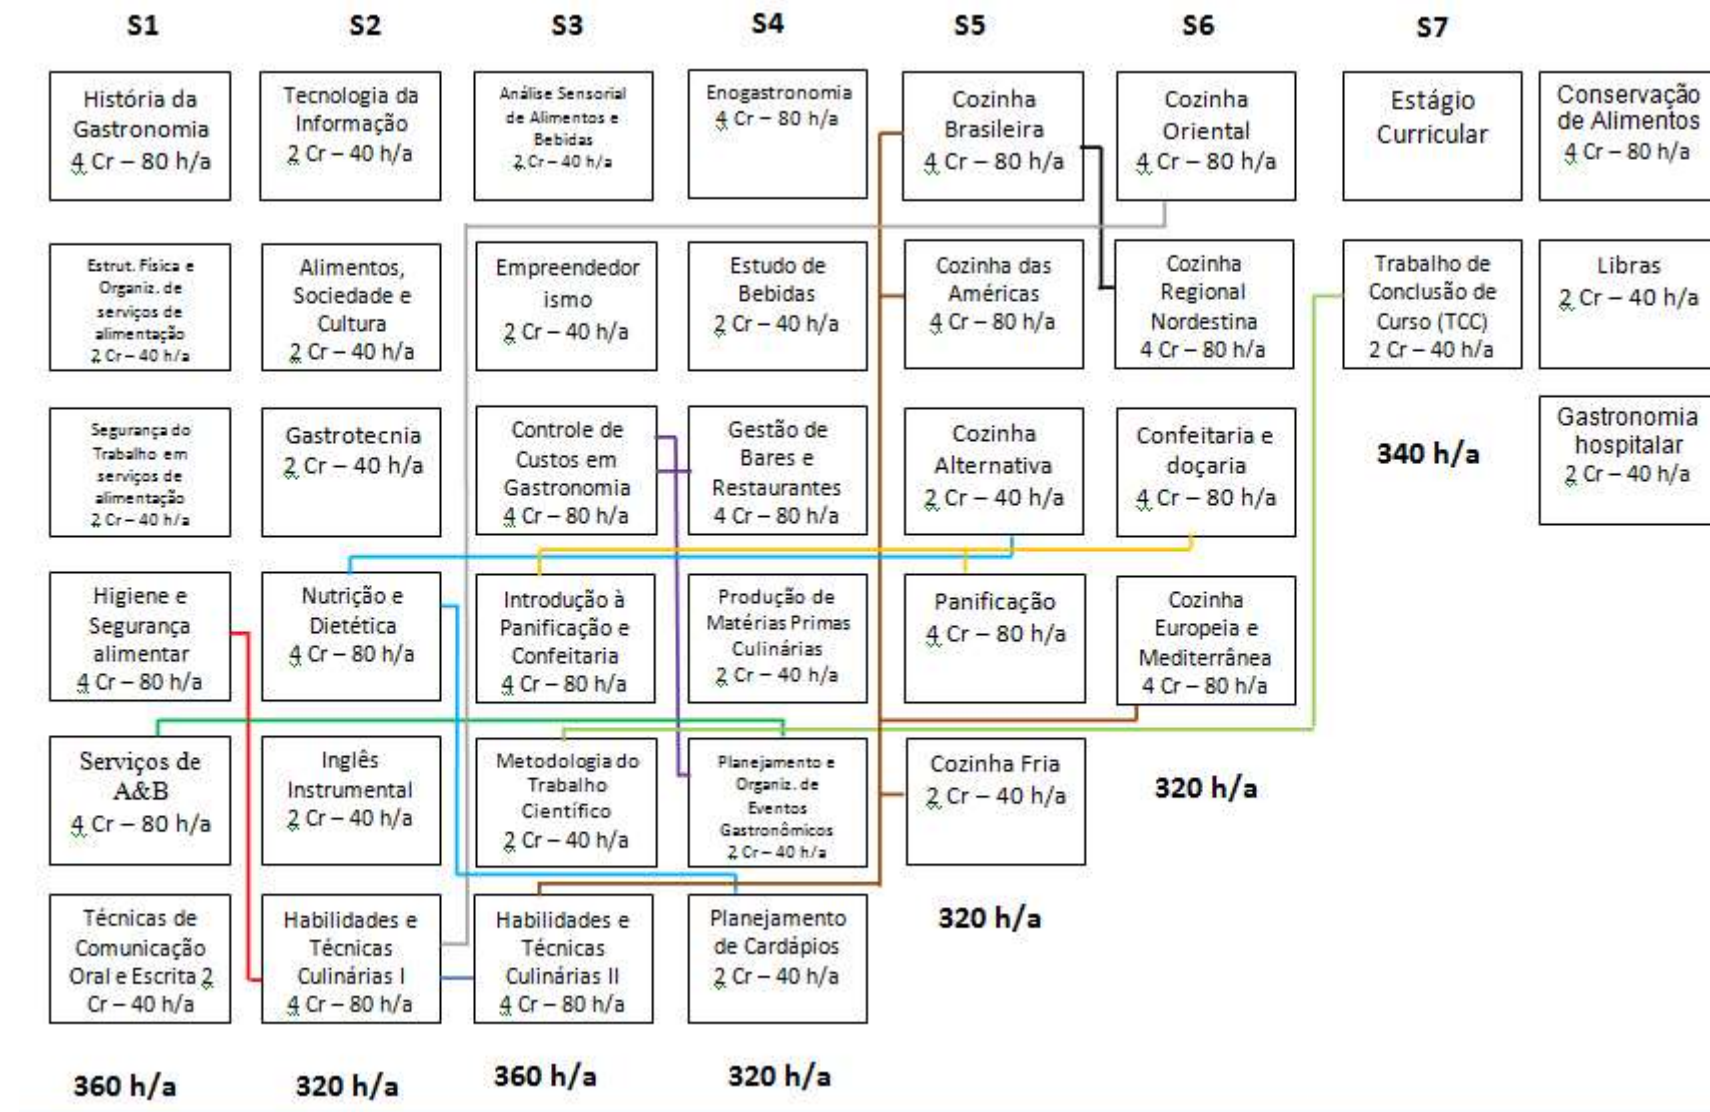 S1
S2
S3
S4
S5
S6
S7
História da
Gastronomia
4 Cr – 80 h/a
Tecnologia da
Informação
2 Cr – 40 h/a
Análise Sensorial
de Alimentos e
Bebidas
2 Cr – 40 h/a
Enogastronomia
4 Cr – 80 h/a
Cozinha
Brasileira
4 Cr – 80 h/a
Cozinha
Oriental
4 Cr – 80 h/a
Estágio
Curricular
Conservação
de Alimentos
4 Cr – 80 h/a
Estrut. Física e
Organiz. de
serviços de
alimentação
2 Cr – 40 h/a
Alimentos,
Sociedade e
Cultura
2 Cr – 40 h/a
Empreendedor
ismo
2 Cr – 40 h/a
Estudo de
Bebidas
2 Cr – 40 h/a
Cozinha das
Américas
4 Cr – 80 h/a
Cozinha
Regional
Nordestina
4 Cr – 80 h/a
Trabalho de
Conclusão de
Curso (TCC)
2 Cr – 40 h/a
Libras
2 Cr – 40 h/a
Segurança do
Trabalho em
serviços de
alimentação
2 Cr – 40 h/a
Gastrotecnia
2 Cr – 40 h/a
Controle de
Custos em
Gastronomia
4 Cr – 80 h/a
Gestão de
Bares e
Restaurantes
4 Cr – 80 h/a
Cozinha
Alternativa
2 Cr – 40 h/a
Confeitaria e
doçaria
4 Cr – 80 h/a
340 h/a
Gastronomia
hospitalar
2 Cr – 40 h/a
Higiene e
Segurança
alimentar
4 Cr – 80 h/a
Nutrição e
Dietética
4 Cr – 80 h/a
Introdução à
Panificação e
Confeitaria
4 Cr – 80 h/a
Produção de
Matérias Primas
Culinárias
2 Cr – 40 h/a
Panificação
4 Cr – 80 h/a
Cozinha
Europeia e
Mediterrânea
4 Cr – 80 h/a
Serviços de
A&B
4 Cr – 80 h/a
Inglês
Instrumental
2 Cr – 40 h/a
Metodologia do
Trabalho
Científico
2 Cr – 40 h/a
Planejamento e
Organiz. de
Eventos
Gastronômicos
2 Cr – 40 h/a
Cozinha Fria
2 Cr – 40 h/a
320 h/a
Técnicas de
Comunicação
Oral e Escrita 2
Cr – 40 h/a
Habilidades e
Técnicas
Culinárias I
4 Cr – 80 h/a
Habilidades e
Técnicas
Culinárias II
4 Cr – 80 h/a
Planejamento
de Cardápios
2 Cr – 40 h/a
320 h/a
360 h/a
320 h/a
360 h/a
320 h/a